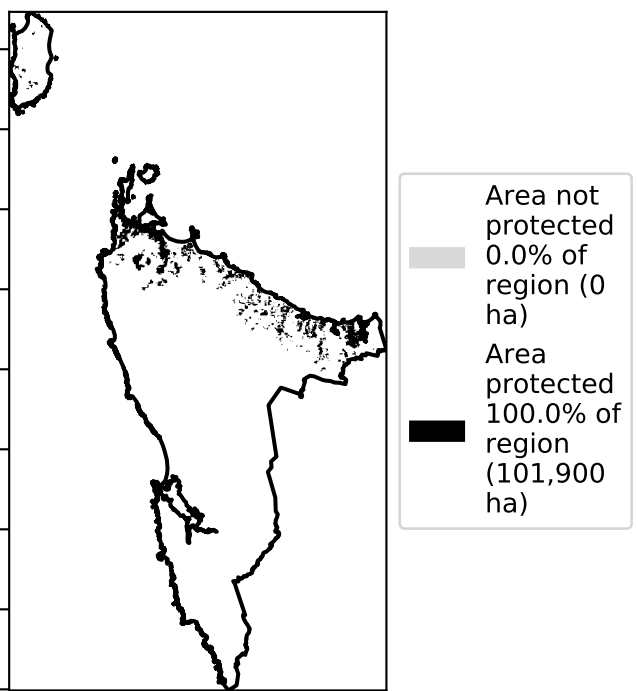 Area not
protected
0.0% of
region (0
ha)
Area
protected
100.0% of
region
(101,900
ha)